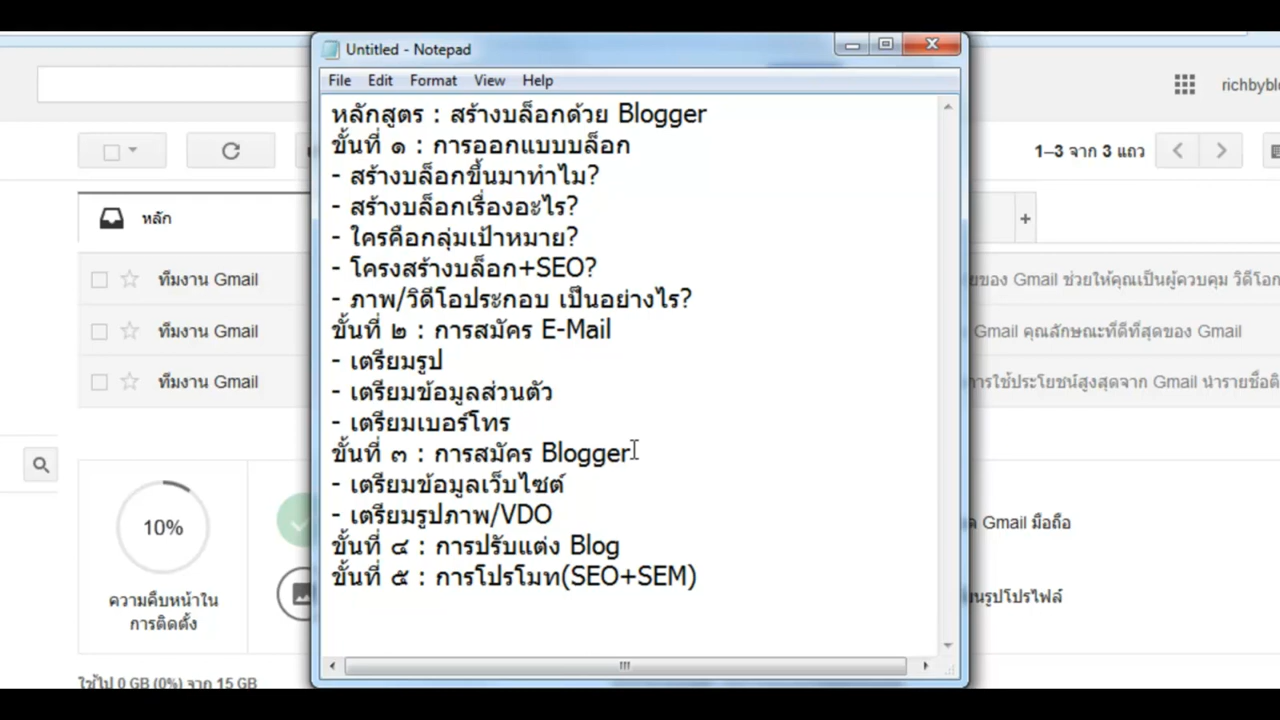 Untitled - Notepad
File Edit Format View Help
หลักสูตร : สร้างบล็อกด้วย Blogger
ขั้นที่ ๑ : การออกแบบบล็อก
- สร้างบล็อกขึ้นมาทำไม?
- สร้างบล็อกเรื่องอะไร?
- ใครคือกลุ่มเป้าหมาย?
- โครงสร้างบล็อก+SEO?
- ภาพ/วิดีโอประกอบ เป็นอย่างไร?
ขั้นที่ ๒ : การสมัคร E-Mail
- เตรียมรูป
- เตรียมข้อมูลส่วนตัว
- เตรียมเบอร์โทร
ขั้นที่ ๓ : การสมัคร Blogger
- เตรียมข้อมูลเว็บไซต์
- เตรียมรูปภาพ/VDO
ขั้นที่ ๔ : การปรับแต่ง Blog
ขั้นที่ ๕ : การโปรโมท(SEO+SEM)
1–3 จาก 3 แถว
หลัก
ทีมงาน Gmail
ของ Gmail ช่วยให้คุณเป็นผู้ควบคุม
ทีมงาน Gmail
Gmail คุณลักษณะที่ดีที่สุดของ Gmail
ทีมงาน Gmail
การใช้ประโยชน์สูงสุดจาก Gmail
10%
ความคืบหน้าใน
การติดตั้ง
Gmail มือถือ
รูปโปรไฟล์
ใช้ไป 0 GB (0%) จาก 15 GB